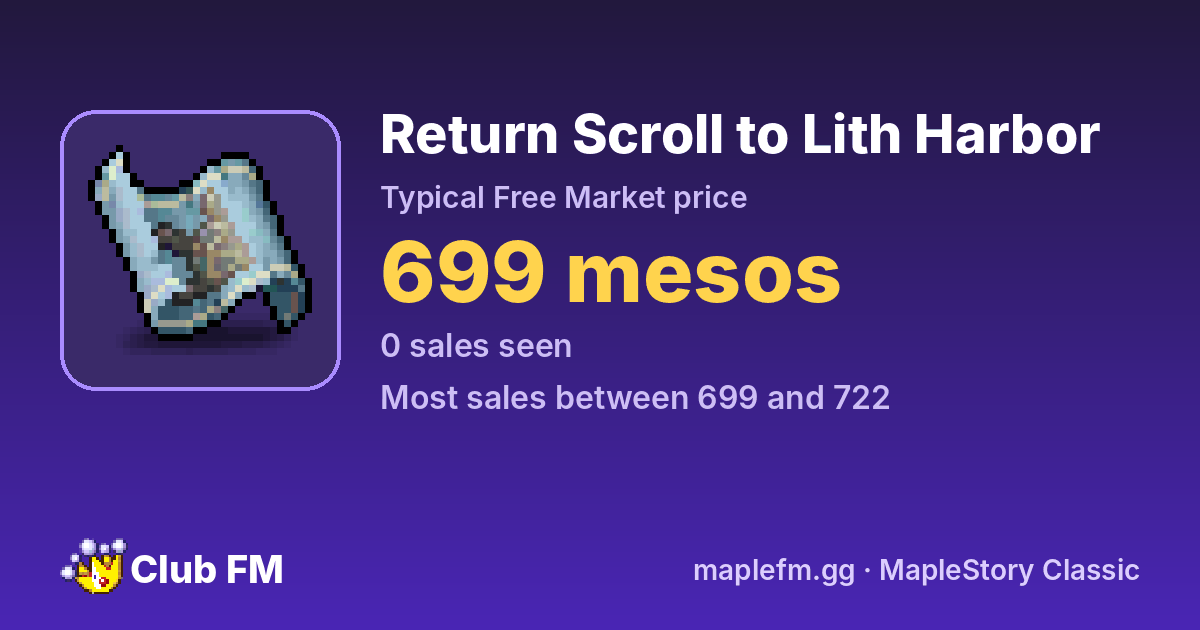 Return Scroll to Lith Harbor
Typical Free Market price
699 mesos
0 sales seen
Most sales between 699 and 722
Club FM
maplefm.gg · MapleStory Classic